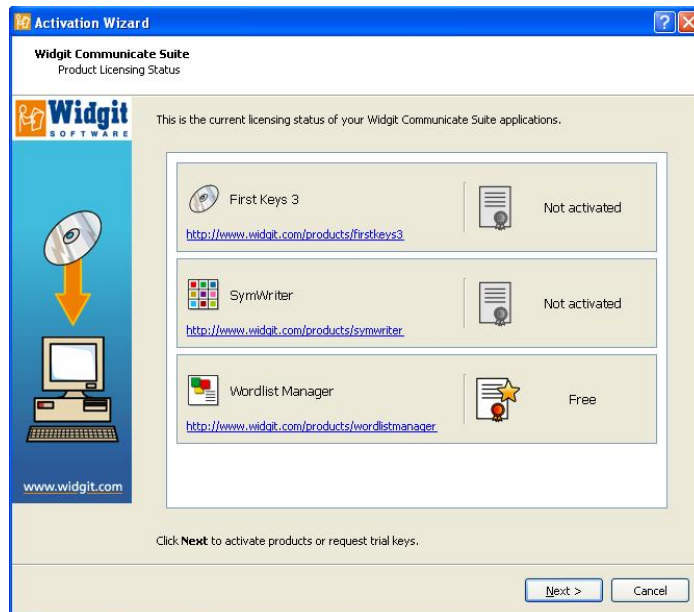 Activation Wizard
Widgit Communicate Suite
Product Licensing Status
Widgit
SOFTWARE
This is the current licensing status of your Widgit Communicate Suite applications.
First Keys 3
Not activated
http://www.widgit.com/products/firstkeys3
SymWriter
Not activated
http://www.widgit.com/products/symwriter
Wordlist Manager
Free
http://www.widgit.com/products/wordlistmanager
www.widgit.com
Click Next to activate products or request trial keys.
Next >
Cancel